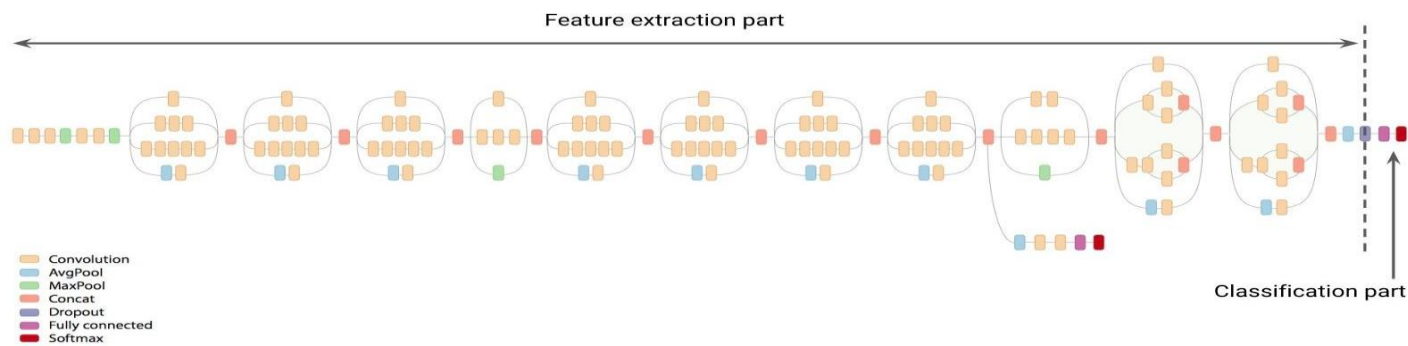 Feature extraction part
Convolution
AvgPool
MaxPool
Concat
Dropout
Fully connected
Softmax
Classification part